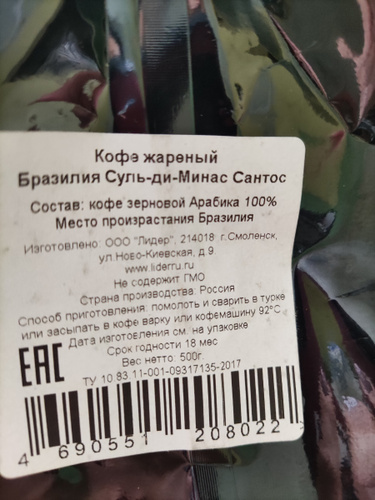 Кофе жареный
Бразилия Суль-ди-Минас Сантос
Состав: кофе зерновой Арабика 100%
Место произрастания Бразилия
Изготовлено: ООО "Лидер", 214018 г.Смоленск,
ул.Ново-Киевская, д.9
www.liderru.ru
Не содержит ГМО
Страна производства: Россия
Способ приготовления: помолоть и сварить в турке
или засыпать в кофе варку или кофемашину 92°С
Дата изготовления см. на упаковке
Срок годности 18 мес
Вес нетто: 500г.
ТУ 10.83.11-001-09317135-2017
EAC
4 690551 208022